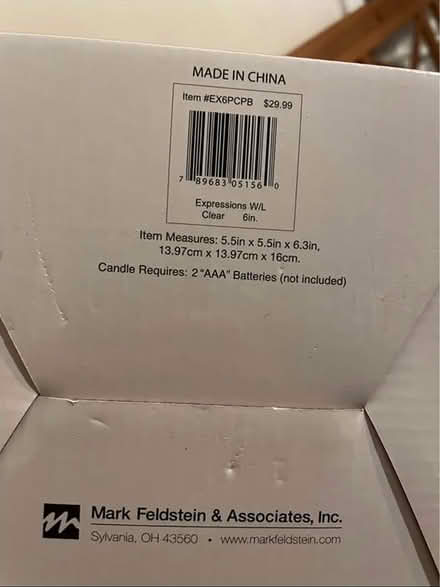 MADE IN CHINA
Item #EX6PCPB $29.99
7 89683 05156 0
Expressions W/L
Clear 6in.
Item Measures: 5.5in x 5.5in x 6.3in,
13.97cm x 13.97cm x 16cm.
Candle Requires: 2 "AAA" Batteries (not included)
Mark Feldstein & Associates, Inc.
Sylvania, OH 43560 • www.markfeldstein.com